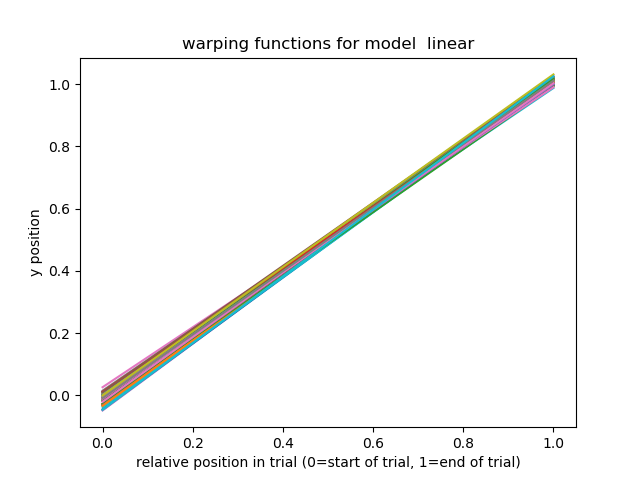 warping functions for model  linear
1.0
0.8
0.6
0.4
0.2
0.0
y position
0.0 0.2 0.4 0.6 0.8 1.0
relative position in trial (0=start of trial, 1=end of trial)